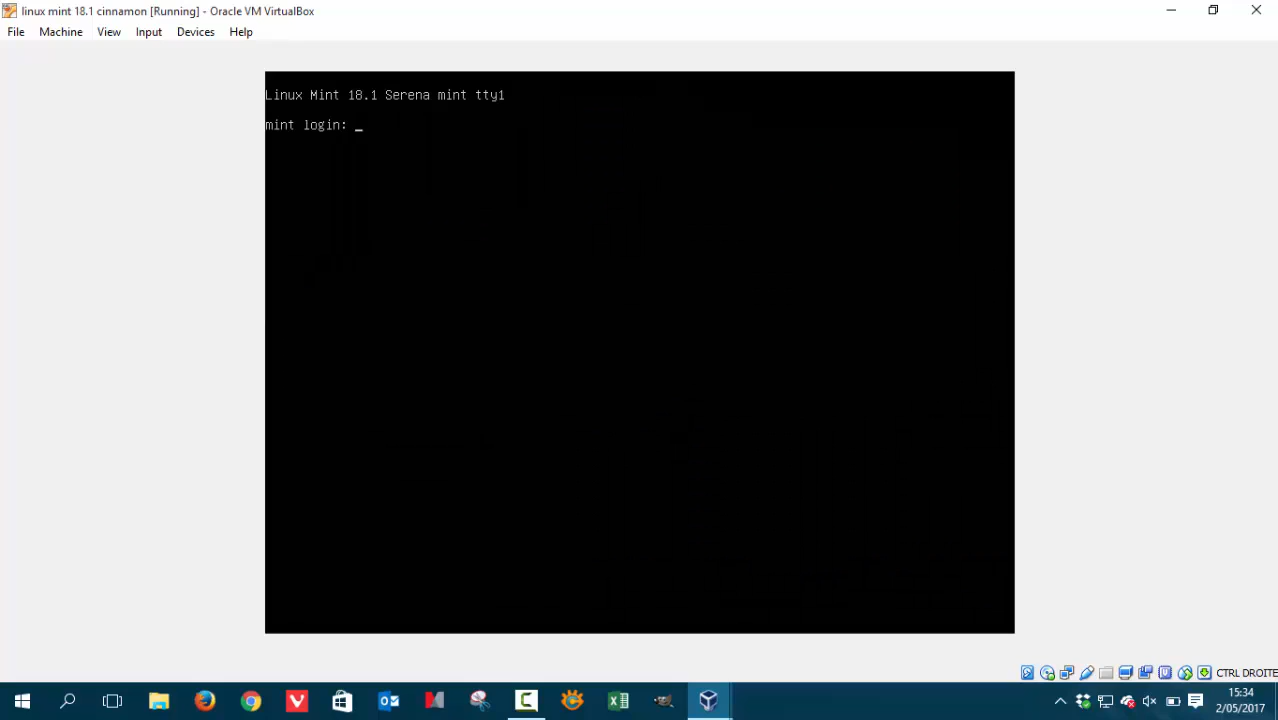 linux mint 18.1 cinnamon [Running] - Oracle VM VirtualBox
File Machine View Input Devices Help
Linux Mint 18.1 Serena mint tty1
mint login: _
CTRL DROITE
15:34
2/05/2017